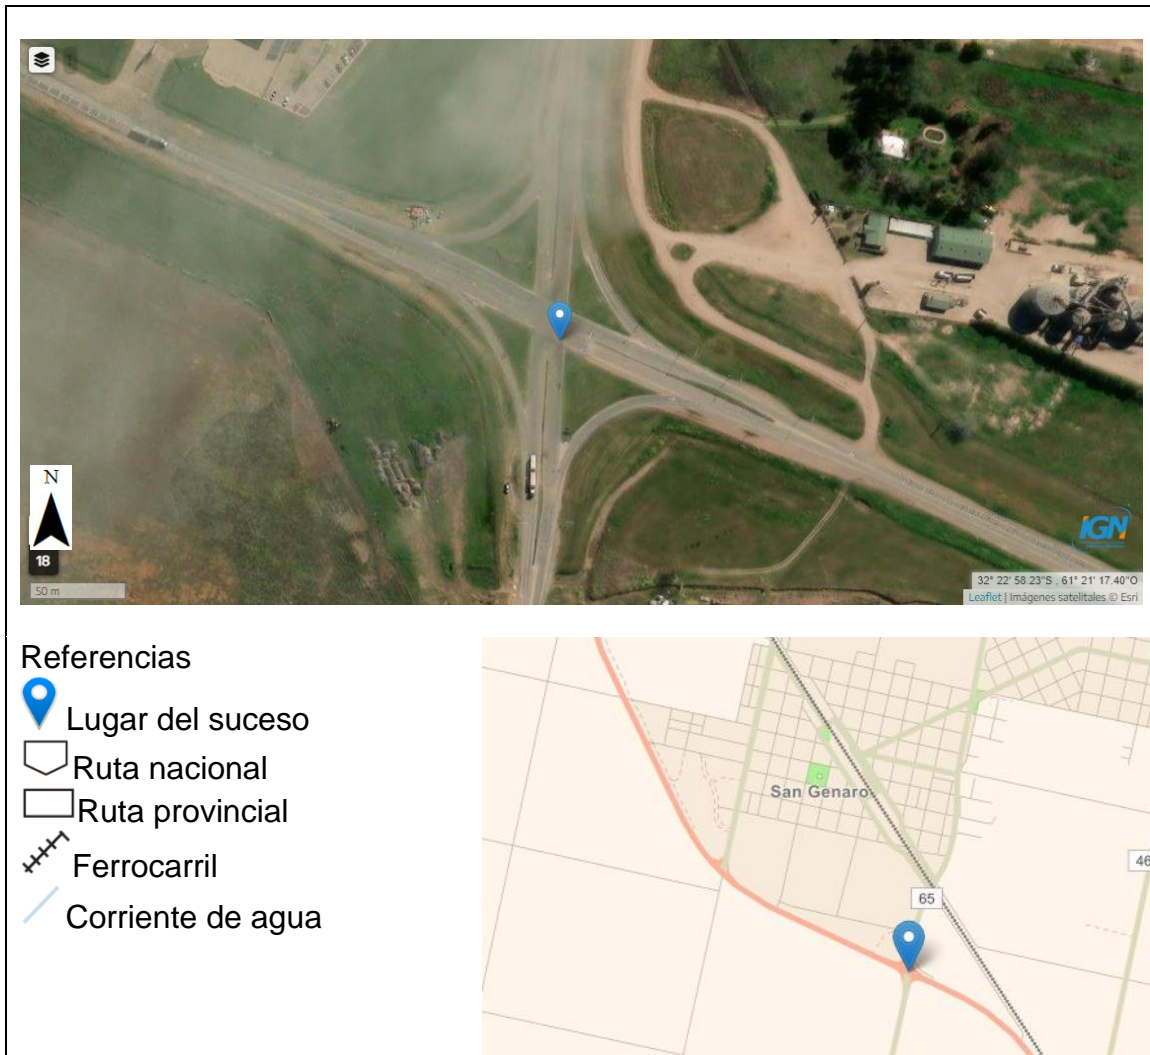 N
18
50 m
IGN
32° 22' 58.23"S , 61° 21' 17.40"O
Leaflet | Imágenes satelitales © Esri
Referencias
Lugar del suceso
Ruta nacional
Ruta provincial
Ferrocarril
Corriente de agua
San Genaro
46
65